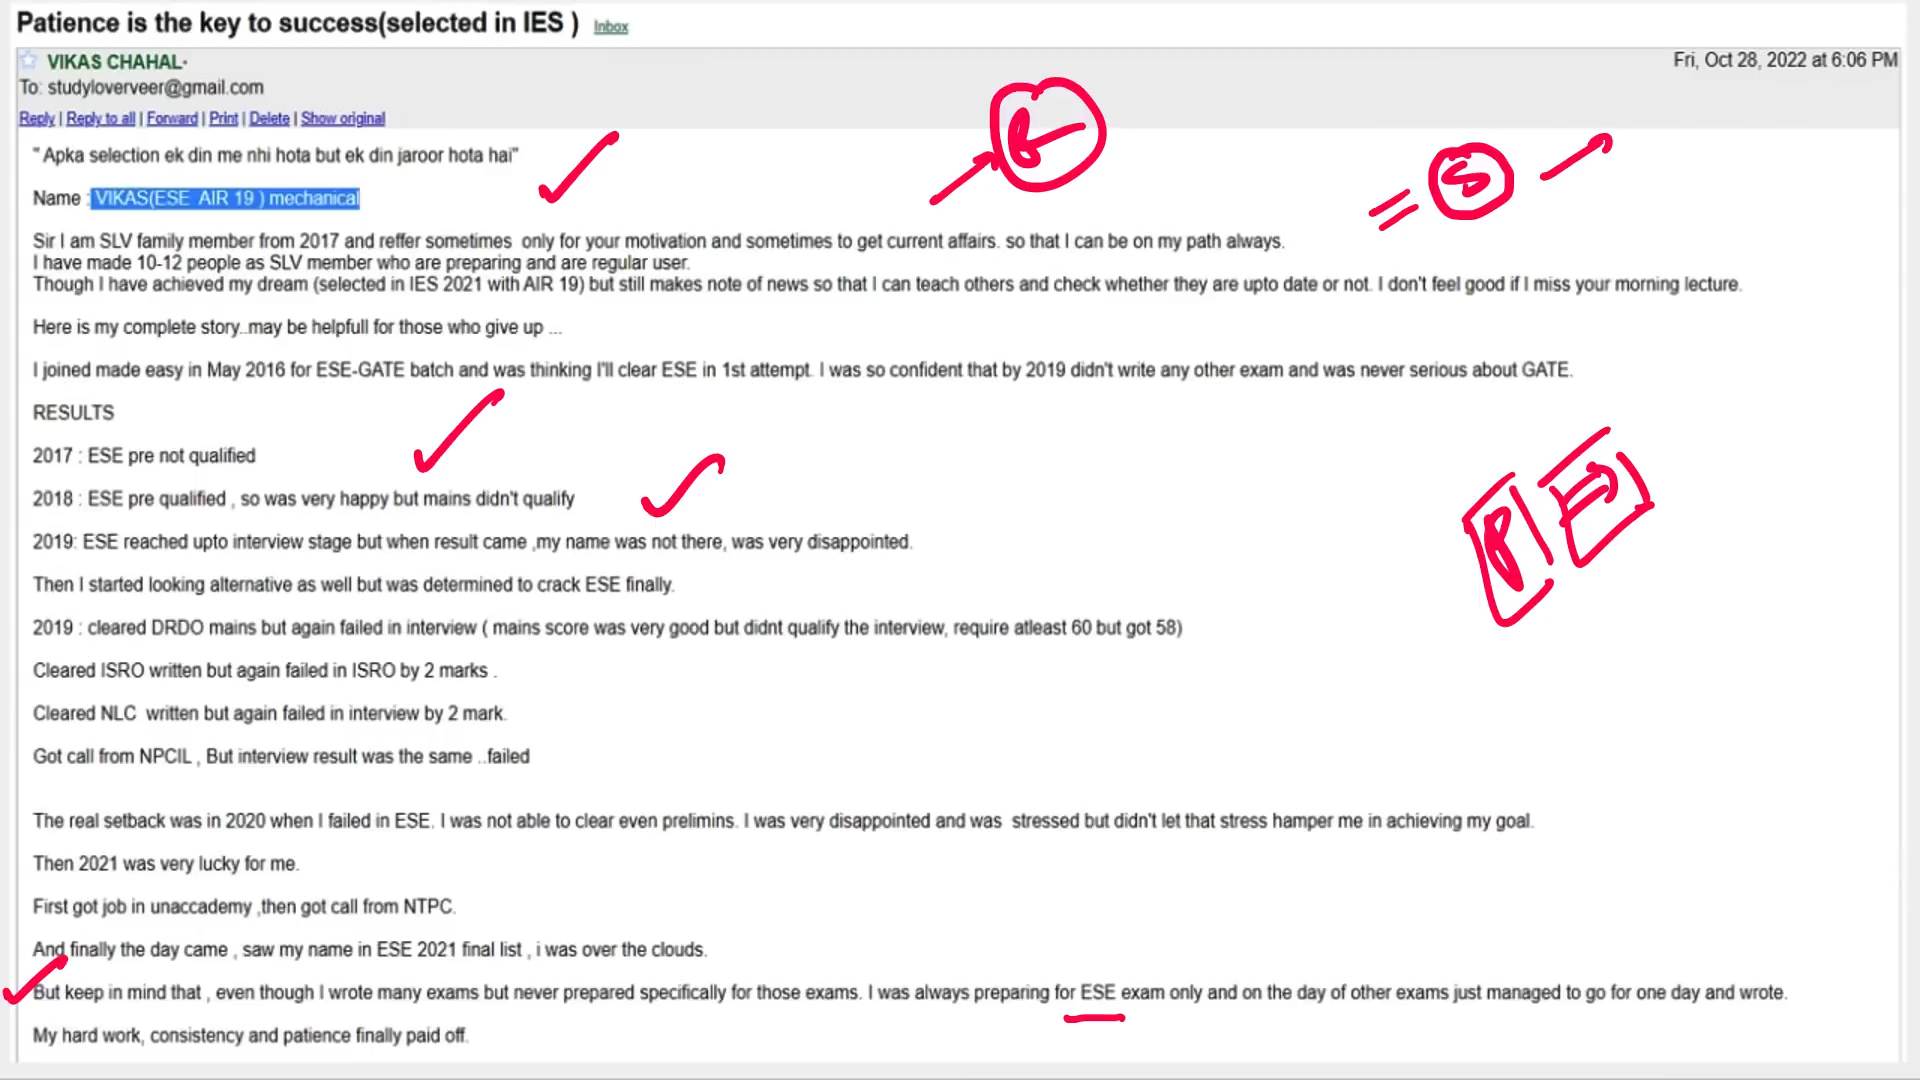 Patience is the key to success(selected in IES ) Inbox
VIKAS CHAHAL
Fri, Oct 28, 2022 at 6:06 PM
To: studyloverveer@gmail.com
Reply | Reply to all | Forward | Print | Delete | Show original
" Apka selection ek din me nhi hota but ek din jaroor hota hai"
Name : VIKAS(ESE AIR 19 ) mechanical
Sir I am SLV family member from 2017 and reffer sometimes only for your motivation and sometimes to get current affairs. so that I can be on my path always.
I have made 10-12 people as SLV member who are preparing and are regular user.
Though I have achieved my dream (selected in IES 2021 with AIR 19) but still makes note of news so that I can teach others and check whether they are upto date or not. I don't feel good if I miss your morning lecture.
Here is my complete story..may be helpfull for those who give up ...
I joined made easy in May 2016 for ESE-GATE batch and was thinking I'll clear ESE in 1st attempt. I was so confident that by 2019 didn't write any other exam and was never serious about GATE.
RESULTS
2017 : ESE pre not qualified
2018 : ESE pre qualified , so was very happy but mains didn't qualify
2019: ESE reached upto interview stage but when result came ,my name was not there, was very disappointed.
Then I started looking alternative as well but was determined to crack ESE finally.
2019 : cleared DRDO mains but again failed in interview ( mains score was very good but didnt qualify the interview, require atleast 60 but got 58)
Cleared ISRO written but again failed in ISRO by 2 marks .
Cleared NLC written but again failed in interview by 2 mark.
Got call from NPCIL , But interview result was the same ..failed
The real setback was in 2020 when I failed in ESE. I was not able to clear even prelimins. I was very disappointed and was stressed but didn't let that stress hamper me in achieving my goal.
Then 2021 was very lucky for me.
First got job in unaccademy ,then got call from NTPC.
And finally the day came , saw my name in ESE 2021 final list , i was over the clouds.
But keep in mind that , even though I wrote many exams but never prepared specifically for those exams. I was always preparing for ESE exam only and on the day of other exams just managed to go for one day and wrote.
My hard work, consistency and patience finally paid off.